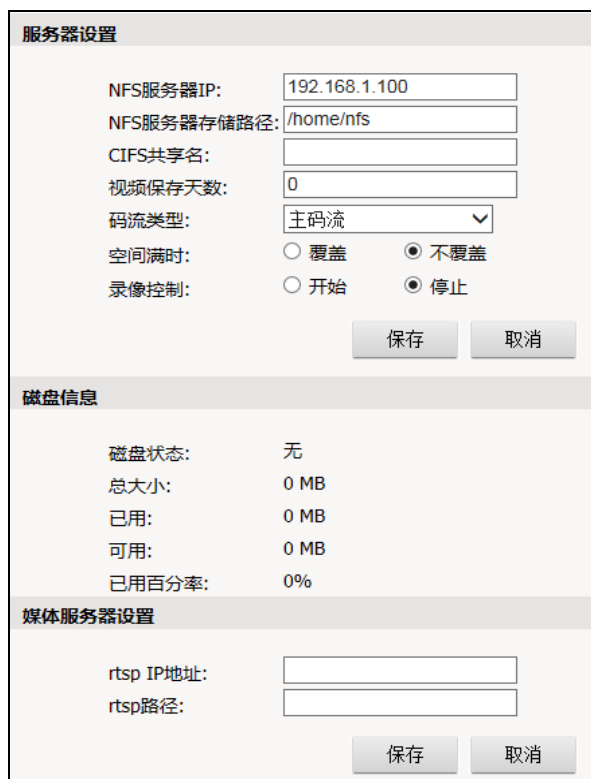 服务器设置
NFS服务器IP: 192.168.1.100
NFS服务器存储路径: /home/nfs
CIFS共享名:
视频保存天数: 0
码流类型: 主码流
空间满时: 覆盖 不覆盖
录像控制: 开始 停止
保存 取消
磁盘信息
磁盘状态: 无
总大小: 0 MB
已用: 0 MB
可用: 0 MB
已用百分率: 0%
媒体服务器设置
rtsp IP地址:
rtsp路径:
保存 取消